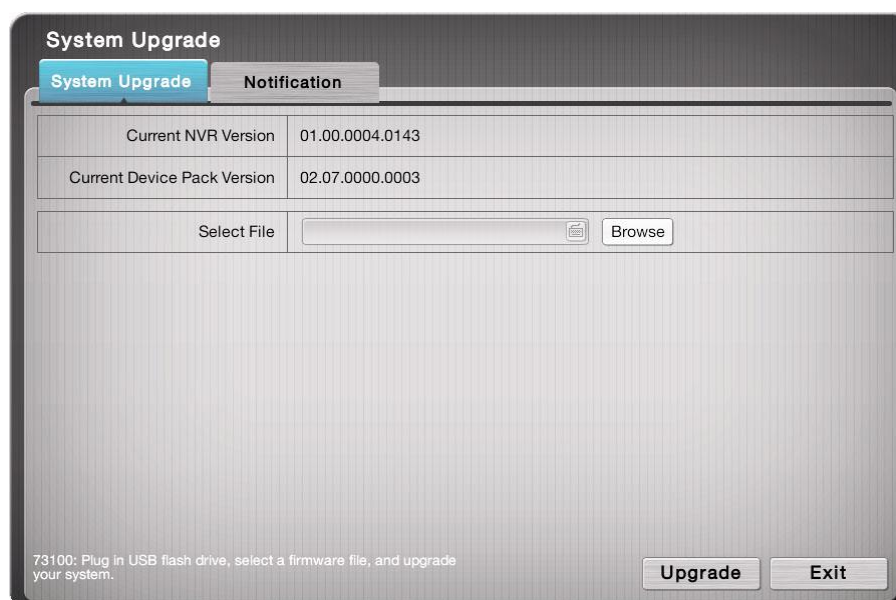 System Upgrade
System Upgrade Notification
Current NVR Version 01.00.0004.0143
Current Device Pack Version 02.07.0000.0003
Select File Browse
73100: Plug in USB flash drive, select a firmware file, and upgrade
your system.
Upgrade Exit